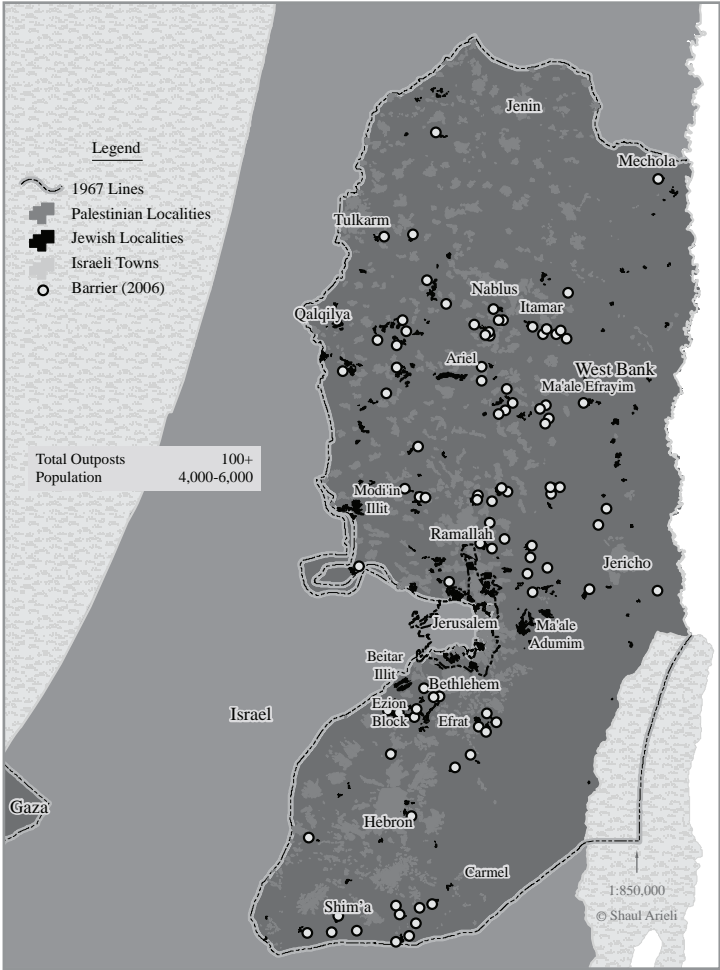 Legend
1967 Lines
Palestinian Localities
Jewish Localities
Israeli Towns
Barrier (2006)
Total Outposts 100+
Population 4,000-6,000
Jenin
Mechola
Tulkarm
Nablus
Itamar
Qalqilya
Ariel
West Bank
Ma'ale Efrayim
Modi'in
Illit
Ramallah
Jericho
Jerusalem
Ma'ale
Adumim
Beitar
Illit
Bethlehem
Ezion
Block
Efrat
Israel
Gaza
Hebron
Carmel
Shim'a
1:850,000
© Shaul Arieli